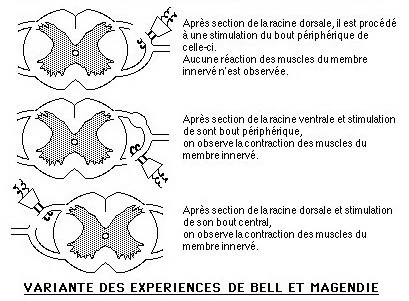 Après section de la racine dorsale, il est procédé
à une stimulation du bout périphérique de
celle-ci.
Aucune réaction des muscles du membre
innervé n'est observée.
Après section de la racine ventrale et stimulation
de sont bout périphérique,
on observe la contraction des muscles du
membre innervé.
Après section de la racine dorsale et stimulation
de son bout central,
on observe la contraction des muscles du
membre innervé.
VARIANTE DES EXPERIENCES DE BELL ET MAGENDIE